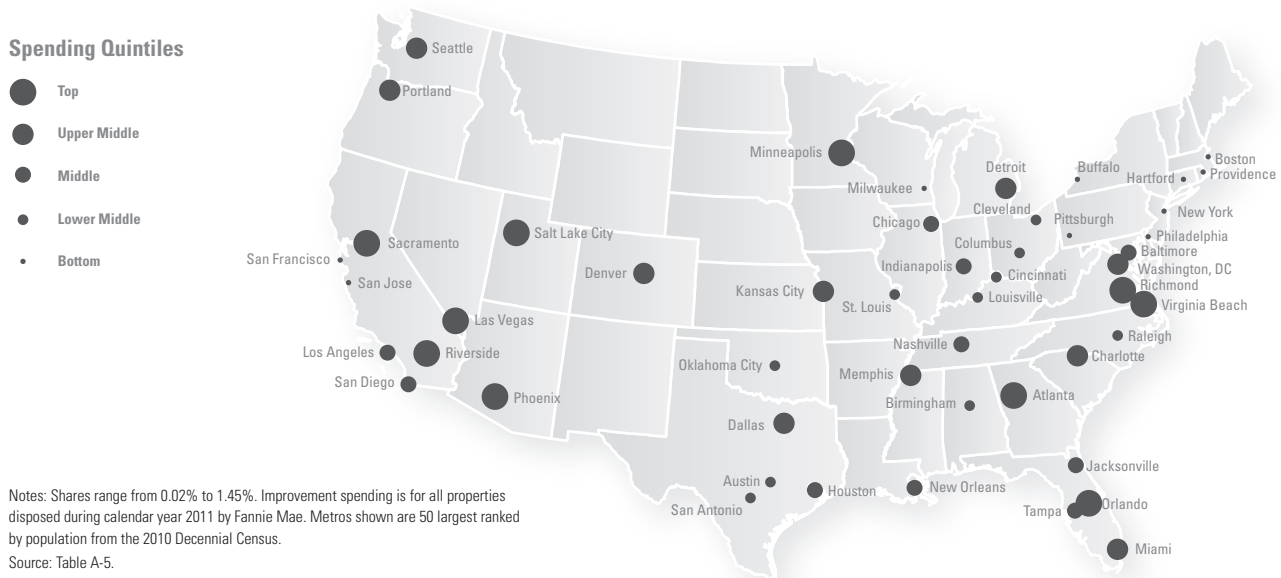 Spending Quintiles
Top
Upper Middle
Middle
Lower Middle
Bottom
Seattle
Portland
Minneapolis
Milwaukee
Detroit
Buffalo
Boston
Hartford
Providence
Chicago
Cleveland
Pittsburgh
New York
Philadelphia
Sacramento
Salt Lake City
Columbus
Baltimore
San Francisco
Denver
Indianapolis
Cincinnati
Washington, DC
San Jose
Kansas City
St. Louis
Louisville
Richmond
Virginia Beach
Las Vegas
Raleigh
Los Angeles
Riverside
Nashville
Charlotte
San Diego
Oklahoma City
Memphis
Phoenix
Birmingham
Atlanta
Dallas
Jacksonville
Austin
Houston
New Orleans
San Antonio
Tampa
Orlando
Miami
Notes: Shares range from 0.02% to 1.45%. Improvement spending is for all properties
disposed during calendar year 2011 by Fannie Mae. Metros shown are 50 largest ranked
by population from the 2010 Decennial Census.
Source: Table A-5.